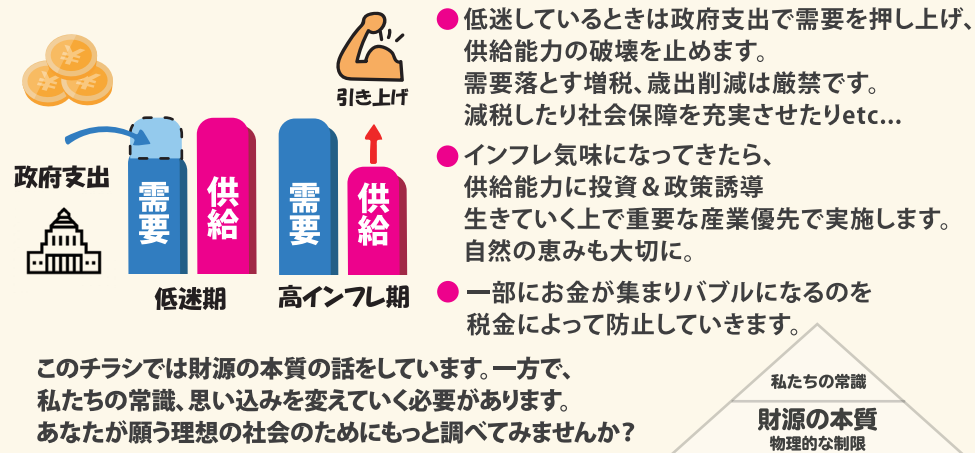 引き上げ
政府支出
需要
供給
需要
供給
低迷期
高インフレ期
● 低迷しているときは政府支出で需要を押し上げ、
供給能力の破壊を止めます。
需要落とす増税、歳出削減は厳禁です。
減税したり社会保障を充実させたりetc...
● インフレ気味になってきたら、
供給能力に投資＆政策誘導
生きていく上で重要な産業優先で実施します。
自然の恵みも大切に。
● 一部にお金が集まりバブルになるのを
税金によって防止していきます。
このチラシでは財源の本質の話をしています。一方で、
私たちの常識、思い込みを変えていく必要があります。
あなたが願う理想の社会のためにもっと調べてみませんか？
私たちの常識
財源の本質
物理的な制限